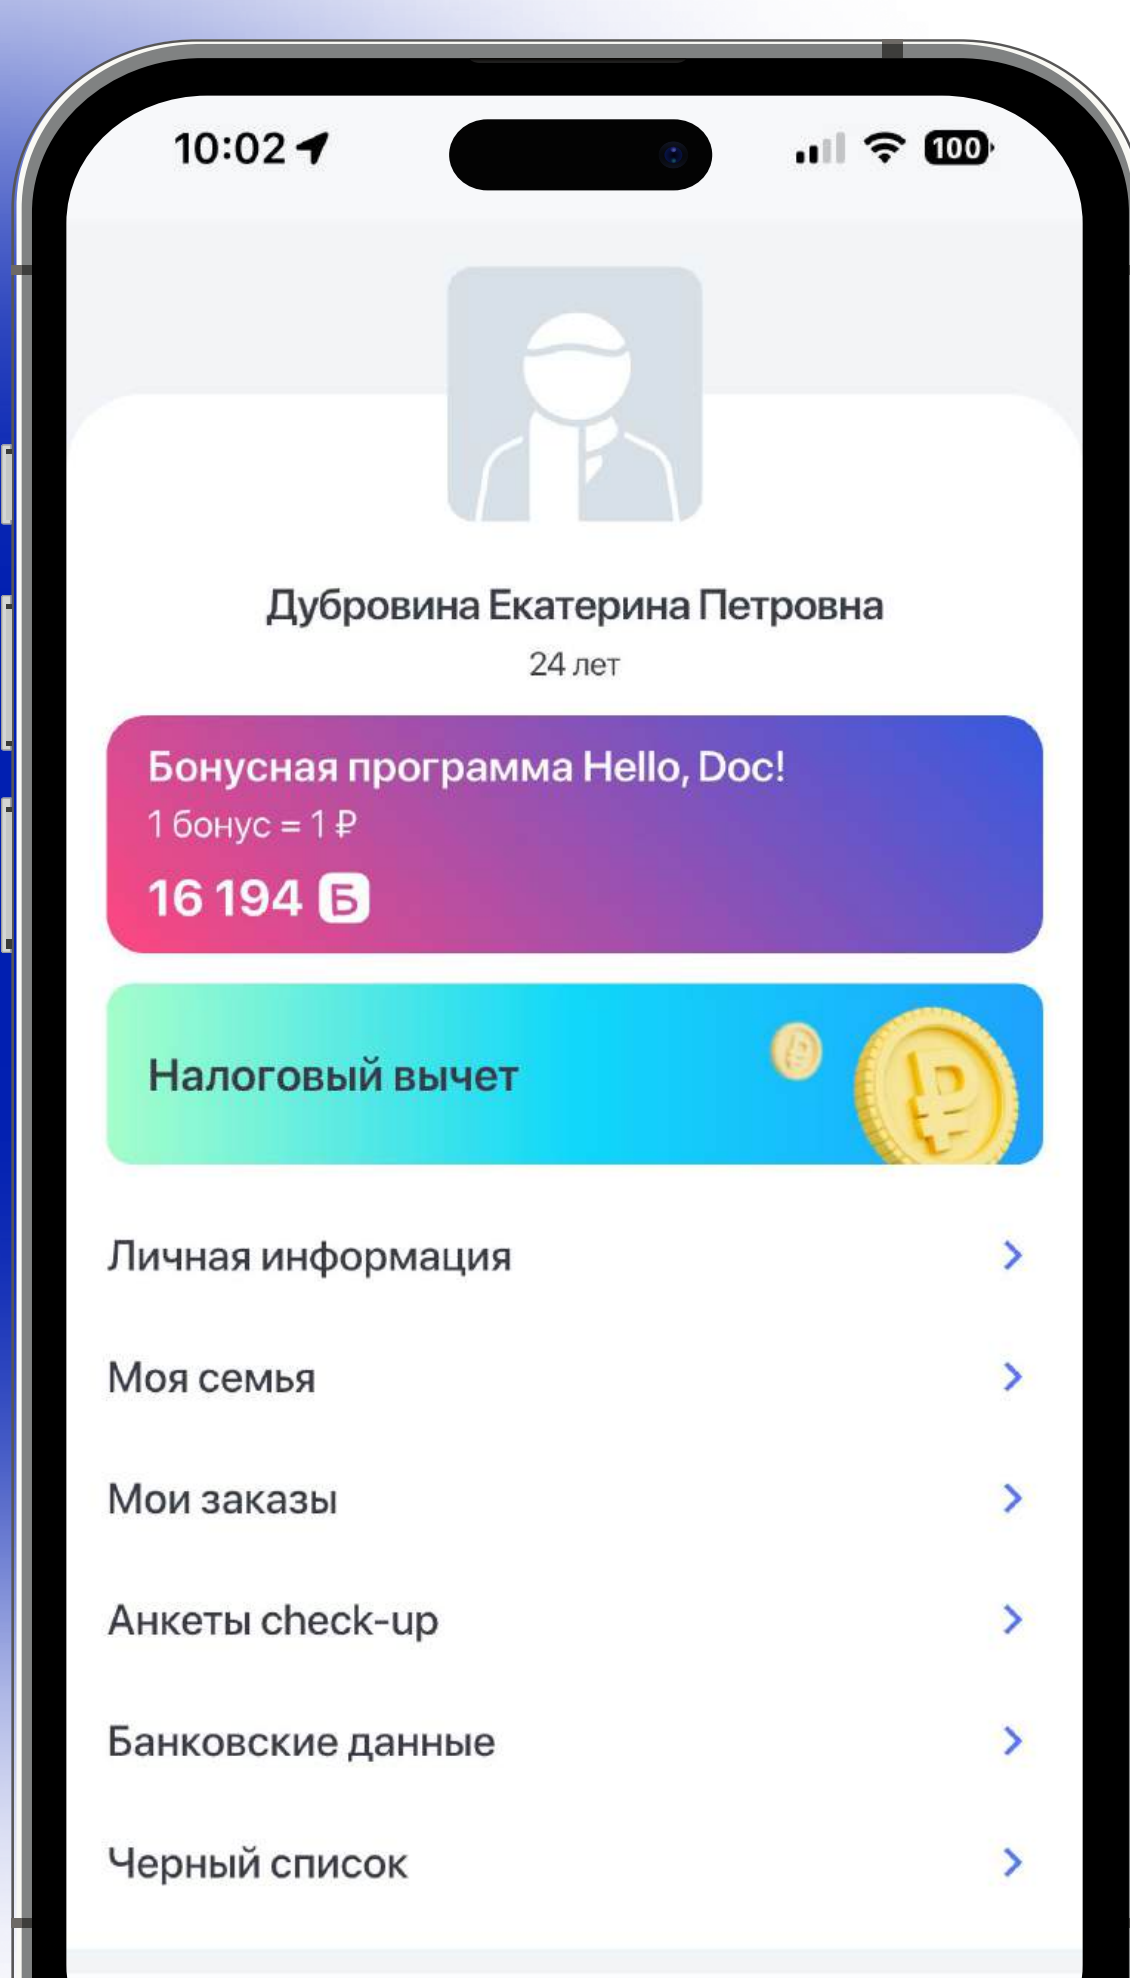 10:02
100
Дубровина Екатерина Петровна
24 лет
Бонусная программа Hello, Doc!
1 бонус = 1 ₽
16 194 Б
Налоговый вычет
Личная информация
Моя семья
Мои заказы
Анкеты check-up
Банковские данные
Черный список